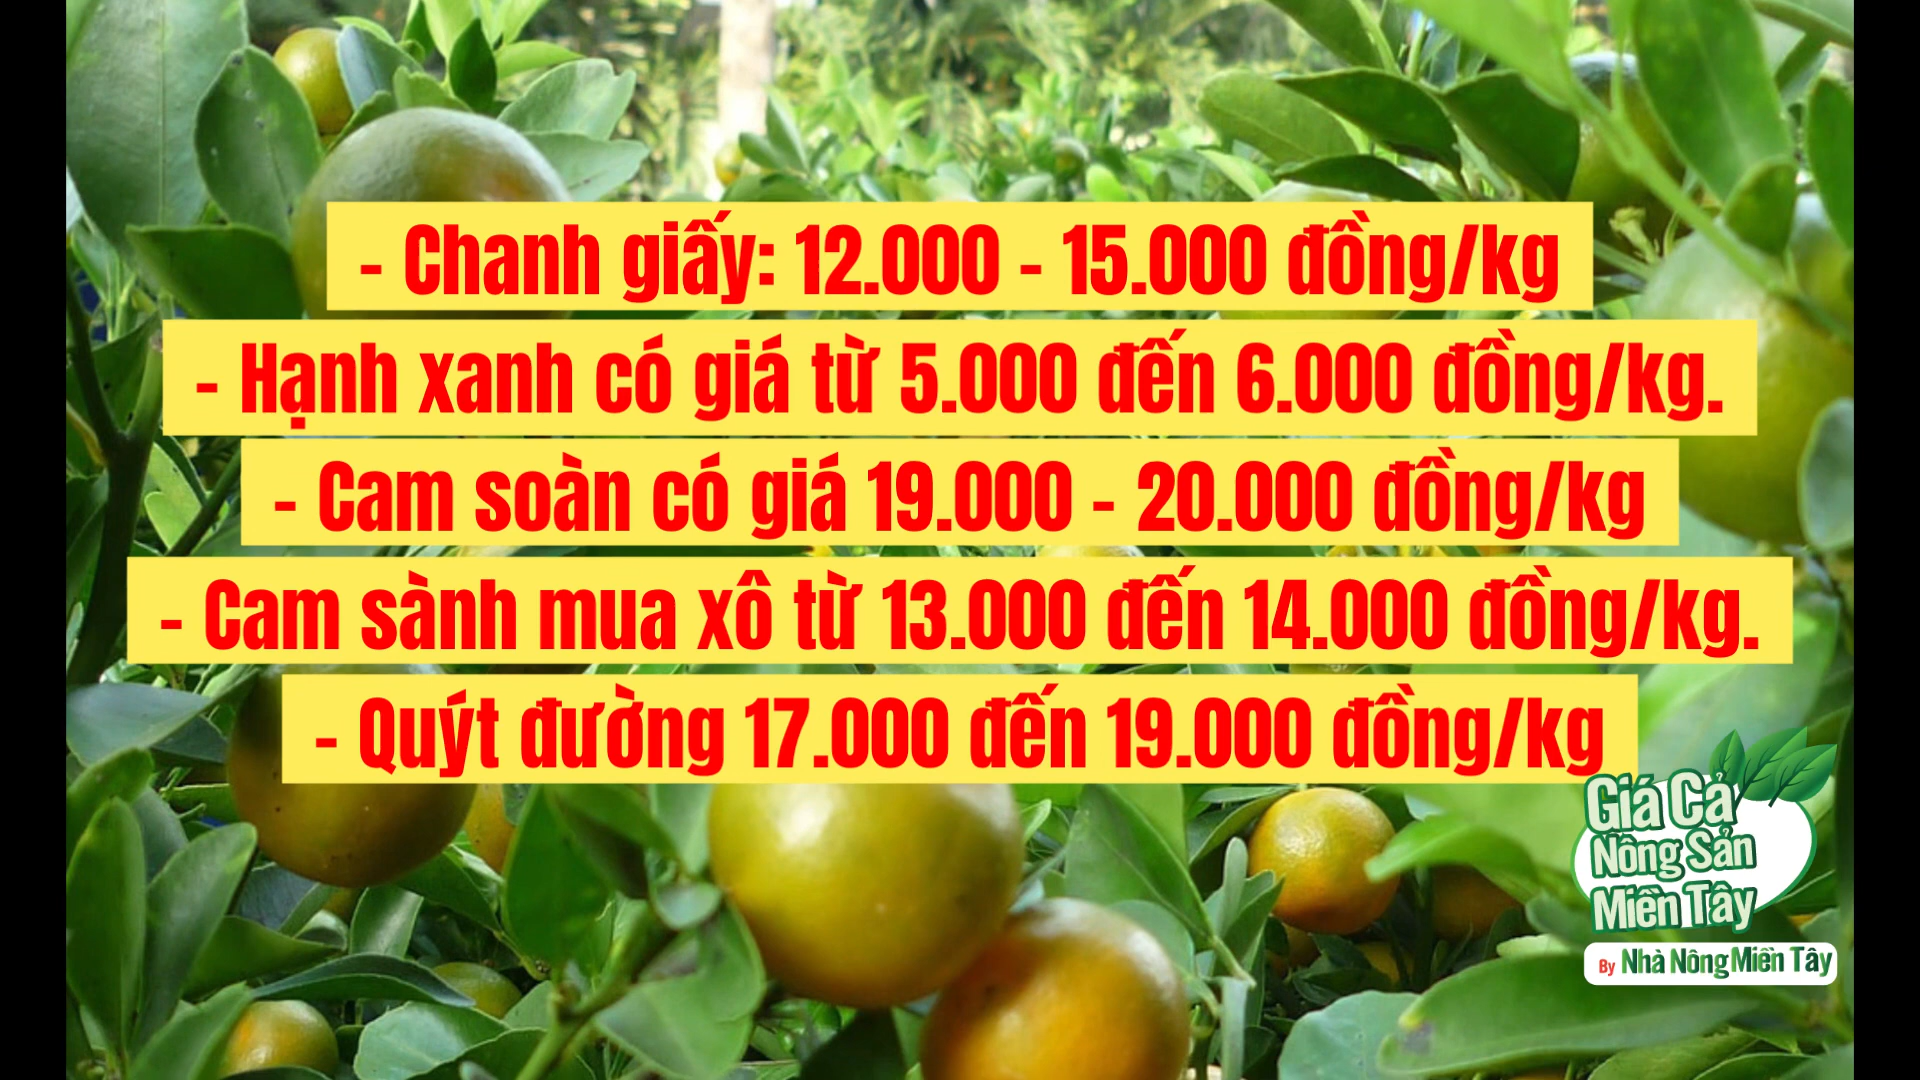 - Chanh giấy: 12.000 - 15.000 đồng/kg
- Hạnh xanh có giá từ 5.000 đến 6.000 đồng/kg.
- Cam soàn có giá 19.000 - 20.000 đồng/kg
- Cam sành mua xô từ 13.000 đến 14.000 đồng/kg.
- Quýt đường 17.000 đến 19.000 đồng/kg
Giá Cả
Nông Sản
Miền Tây
By Nhà Nông Miền Tây